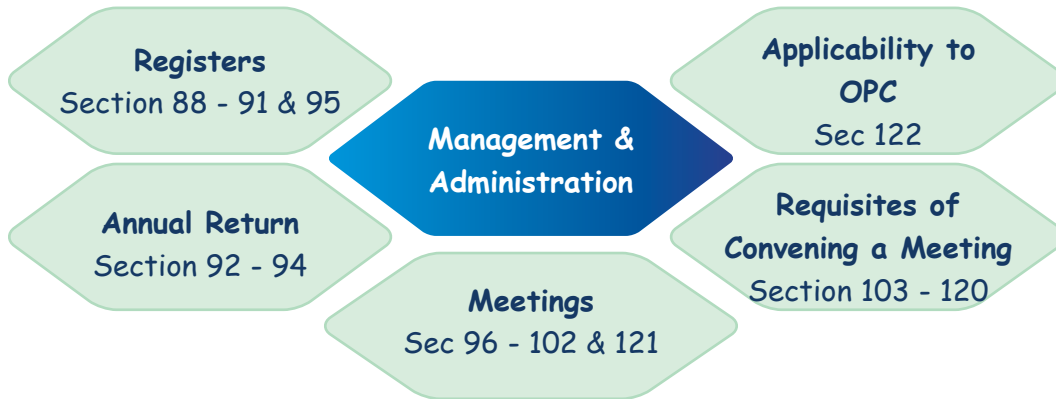 Registers
Section 88 - 91 & 95
Annual Return
Section 92 - 94
Management &
Administration
Meetings
Sec 96 - 102 & 121
Applicability to
OPC
Sec 122
Requisites of
Convening a Meeting
Section 103 - 120